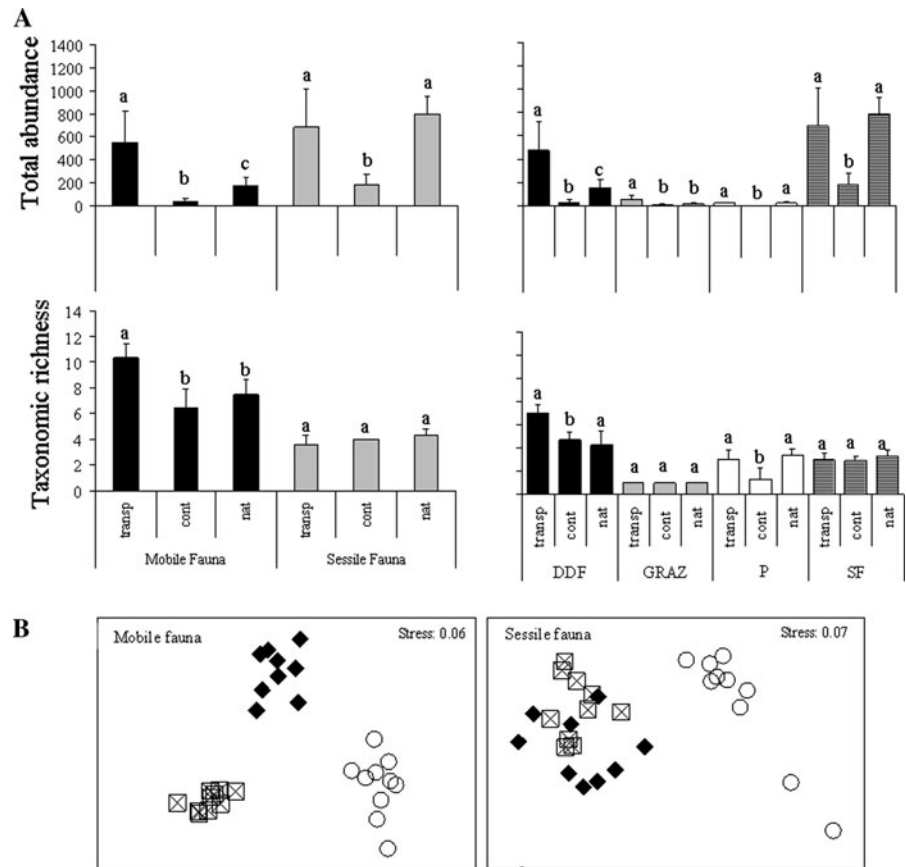 A
Total abundance
1400
1200
1000
800
600
400
200
0
a
b
c
a
b
a
a
b
c
a
b
b
a
b
a
a
b
a
Taxonomic richness
14
12
10
8
6
4
2
0
a
b
b
a
a
a
a
b
a
a
a
a
a
b
a
a
a
a
transp
cont
nat
transp
cont
nat
Mobile Fauna
Sessile Fauna
transp
cont
nat
transp
cont
nat
transp
cont
nat
transp
cont
nat
DDF
GRAZ
P
SF
B
Mobile fauna
Stress: 0.06
Sessile fauna
Stress: 0.07